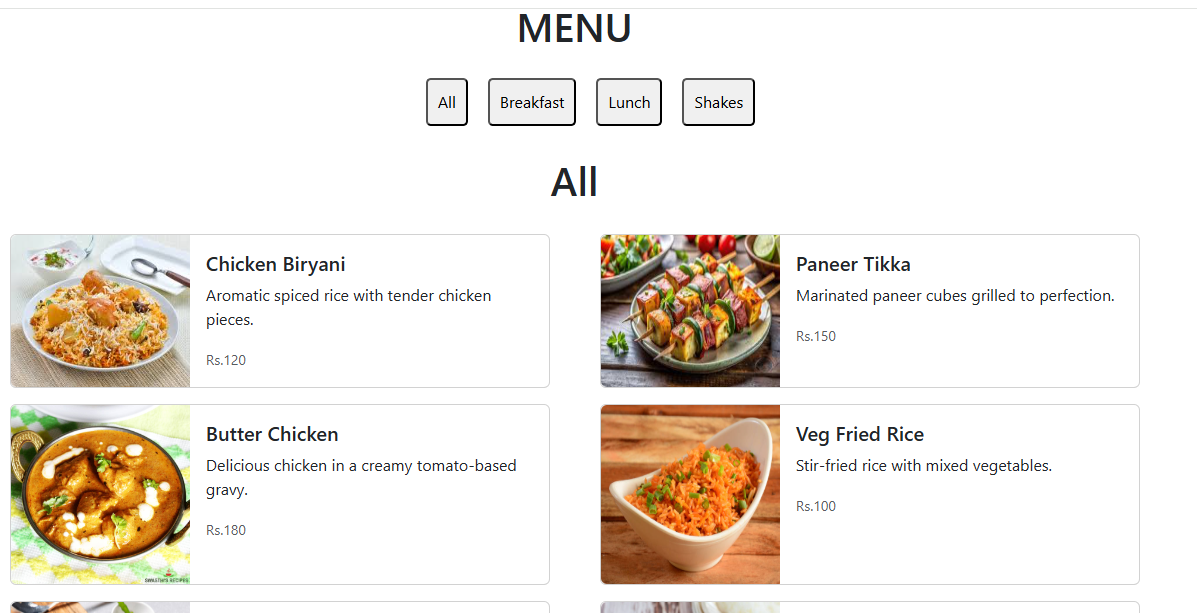 MENU
All
Breakfast
Lunch
Shakes
All
Chicken Biryani
Aromatic spiced rice with tender chicken
pieces.
Rs.120
Paneer Tikka
Marinated paneer cubes grilled to perfection.
Rs.150
Butter Chicken
Delicious chicken in a creamy tomato-based
gravy.
Rs.180
Veg Fried Rice
Stir-fried rice with mixed vegetables.
Rs.100